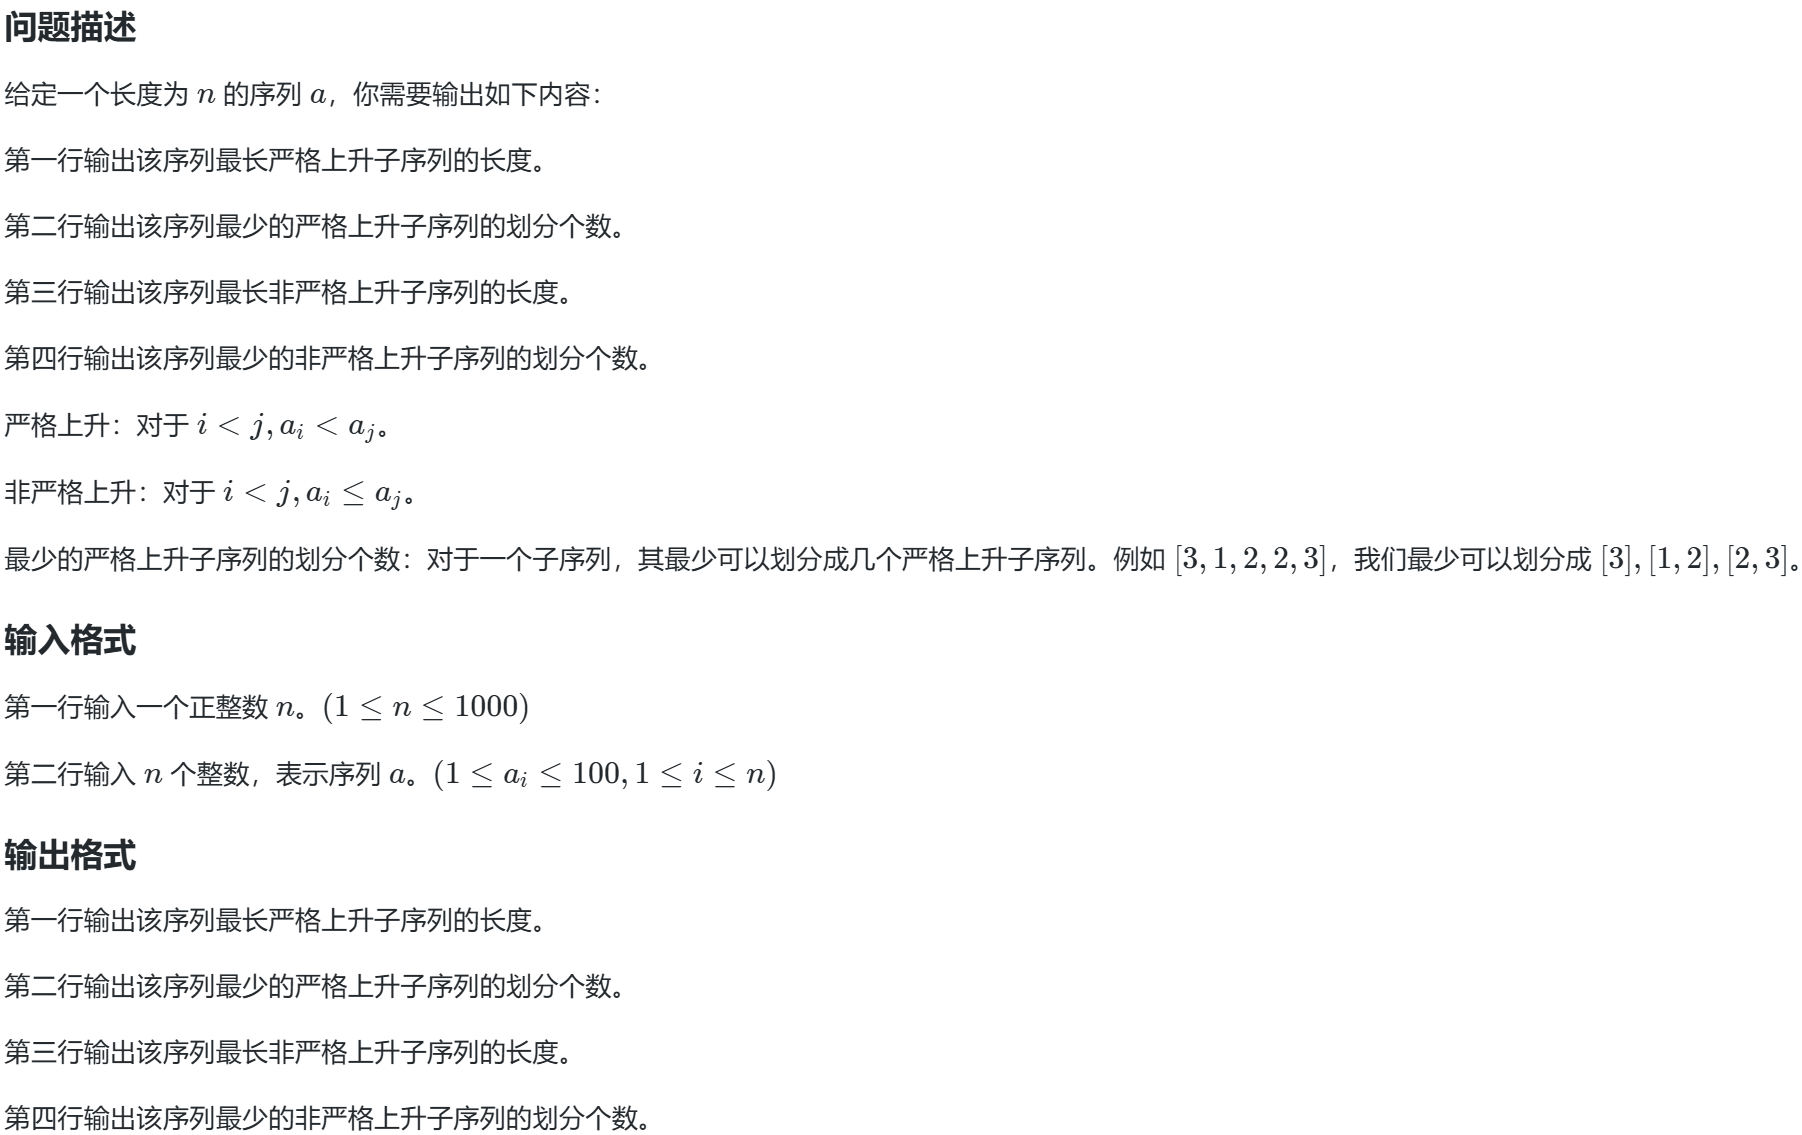 问题描述
给定一个长度为 n 的序列 a，你需要输出如下内容：
第一行输出该序列最长严格上升子序列的长度。
第二行输出该序列最少的严格上升子序列的划分个数。
第三行输出该序列最长非严格上升子序列的长度。
第四行输出该序列最少的非严格上升子序列的划分个数。
严格上升：对于 i < j, a_i < a_j。
非严格上升：对于 i < j, a_i ≤ a_j。
最少的严格上升子序列的划分个数：对于一个子序列，其最少可以划分成几个严格上升子序列。例如 [3, 1, 2, 2, 3]，我们最少可以划分成 [3], [1, 2], [2, 3]。
输入格式
第一行输入一个正整数 n。(1 ≤ n ≤ 1000)
第二行输入 n 个整数，表示序列 a。(1 ≤ a_i ≤ 100, 1 ≤ i ≤ n)
输出格式
第一行输出该序列最长严格上升子序列的长度。
第二行输出该序列最少的严格上升子序列的划分个数。
第三行输出该序列最长非严格上升子序列的长度。
第四行输出该序列最少的非严格上升子序列的划分个数。